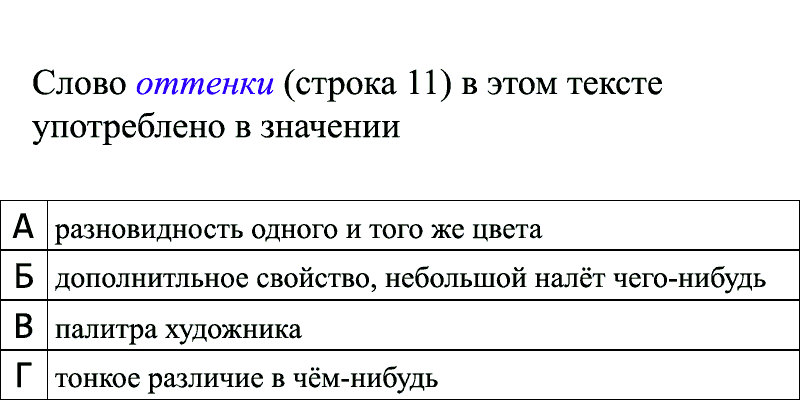 Слово оттенки (строка 11) в этом тексте
употреблено в значении
А разновидность одного и того же цвета
Б дополнитльное свойство, небольшой налёт чего-нибудь
В палитра художника
Г тонкое различие в чём-нибудь